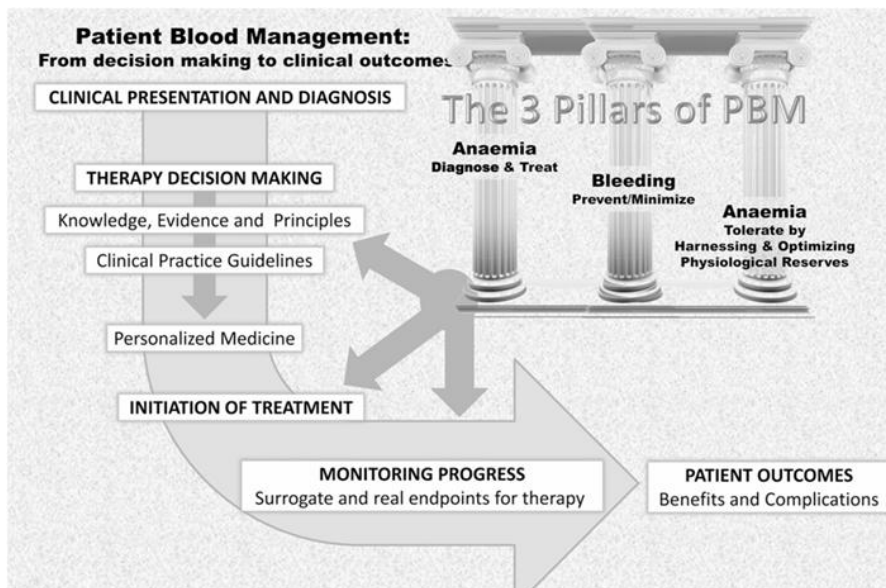 Patient Blood Management:
From decision making to clinical outcomes
CLINICAL PRESENTATION AND DIAGNOSIS
The 3 Pillars of PBM
Anaemia
Diagnose & Treat
Bleeding
Prevent/Minimize
Anaemia
Tolerate by
Harnessing & Optimizing
Physiological Reserves
THERAPY DECISION MAKING
Knowledge, Evidence and Principles
Clinical Practice Guidelines
Personalized Medicine
INITIATION OF TREATMENT
MONITORING PROGRESS
Surrogate and real endpoints for therapy
PATIENT OUTCOMES
Benefits and Complications